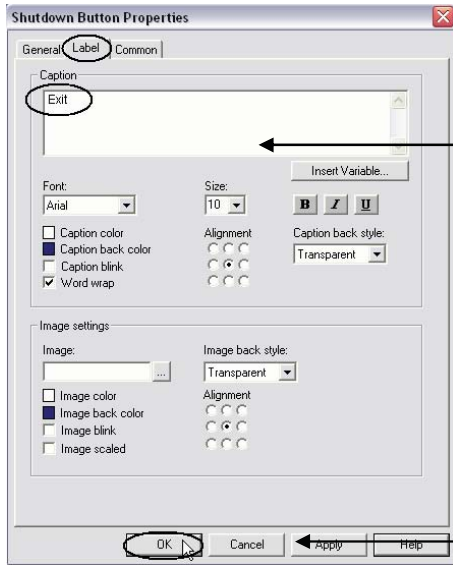 Shutdown Button Properties
General Label Common
Caption
Exit
Insert Variable...
Font: Size:
Arial 10 B I U
Caption color Alignment Caption back style:
Caption back color Transparent
Caption blink
Word wrap
Image settings
Image: Image back style:
... Transparent
Image color Alignment
Image back color
Image blink
Image scaled
OK Cancel Apply Help